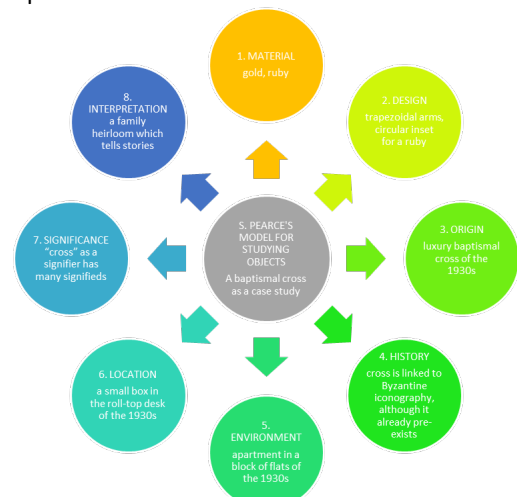 1. MATERIAL
gold, ruby
2. DESIGN
trapezoidal arms,
circular inset
for a ruby
3. ORIGIN
luxury baptismal
cross of the
1930s
4. HISTORY
cross is linked to
Byzantine
iconography,
although it
already pre-
exists
5.
ENVIRONMENT
apartment in a
block of flats of
the 1930s
6. LOCATION
a small box in
the roll-top desk
of the 1930s
7. SIGNIFICANCE
"cross" as a
signifier has
many signifieds
8.
INTERPRETATION
a family
heirloom which
tells stories
S. PEARCE'S
MODEL FOR
STUDYING
OBJECTS
A baptismal cross
as a case study